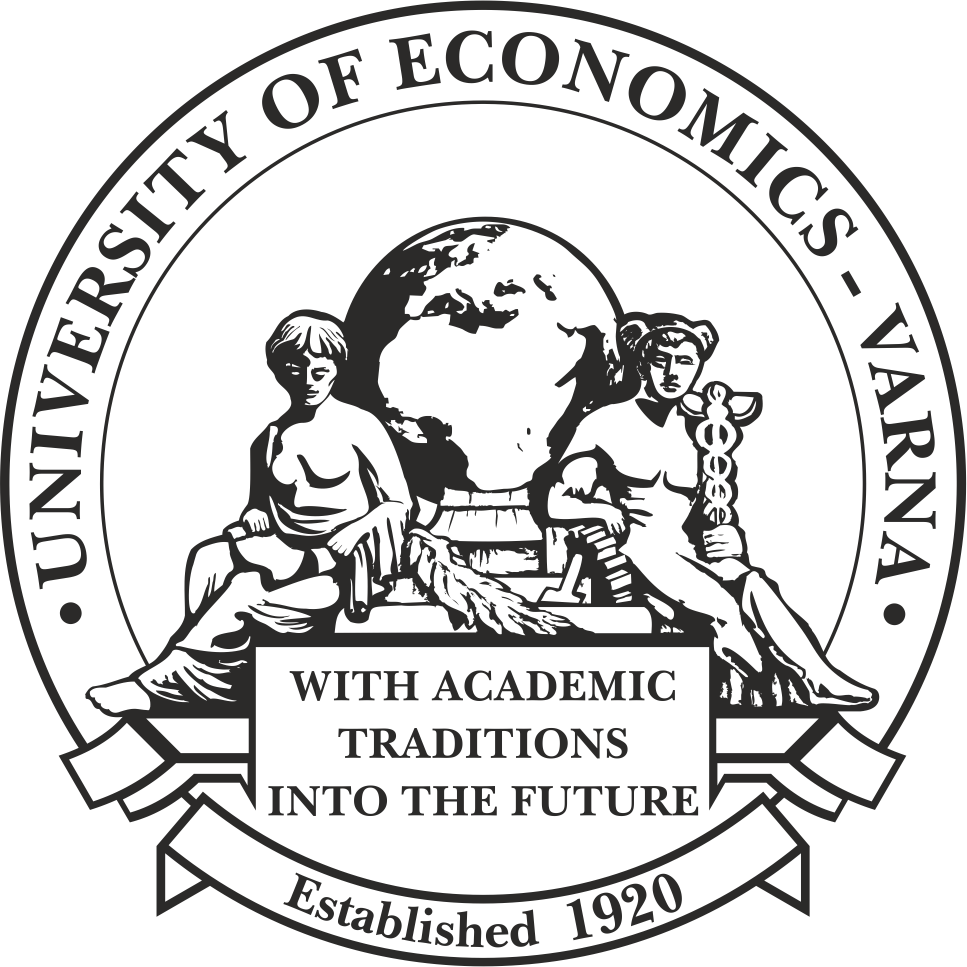 • UNIVERSITY OF ECONOMICS - VARNA •
WITH ACADEMIC
TRADITIONS
INTO THE FUTURE
Established 1920